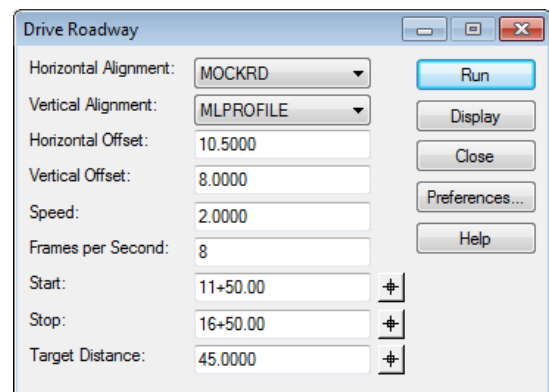 Drive Roadway
Horizontal Alignment: MOCKRD Run
Vertical Alignment: MLPROFILE Display
Horizontal Offset: 10.5000 Close
Vertical Offset: 8.0000 Preferences...
Speed: 2.0000 Help
Frames per Second: 8
Start: 11+50.00
Stop: 16+50.00
Target Distance: 45.0000